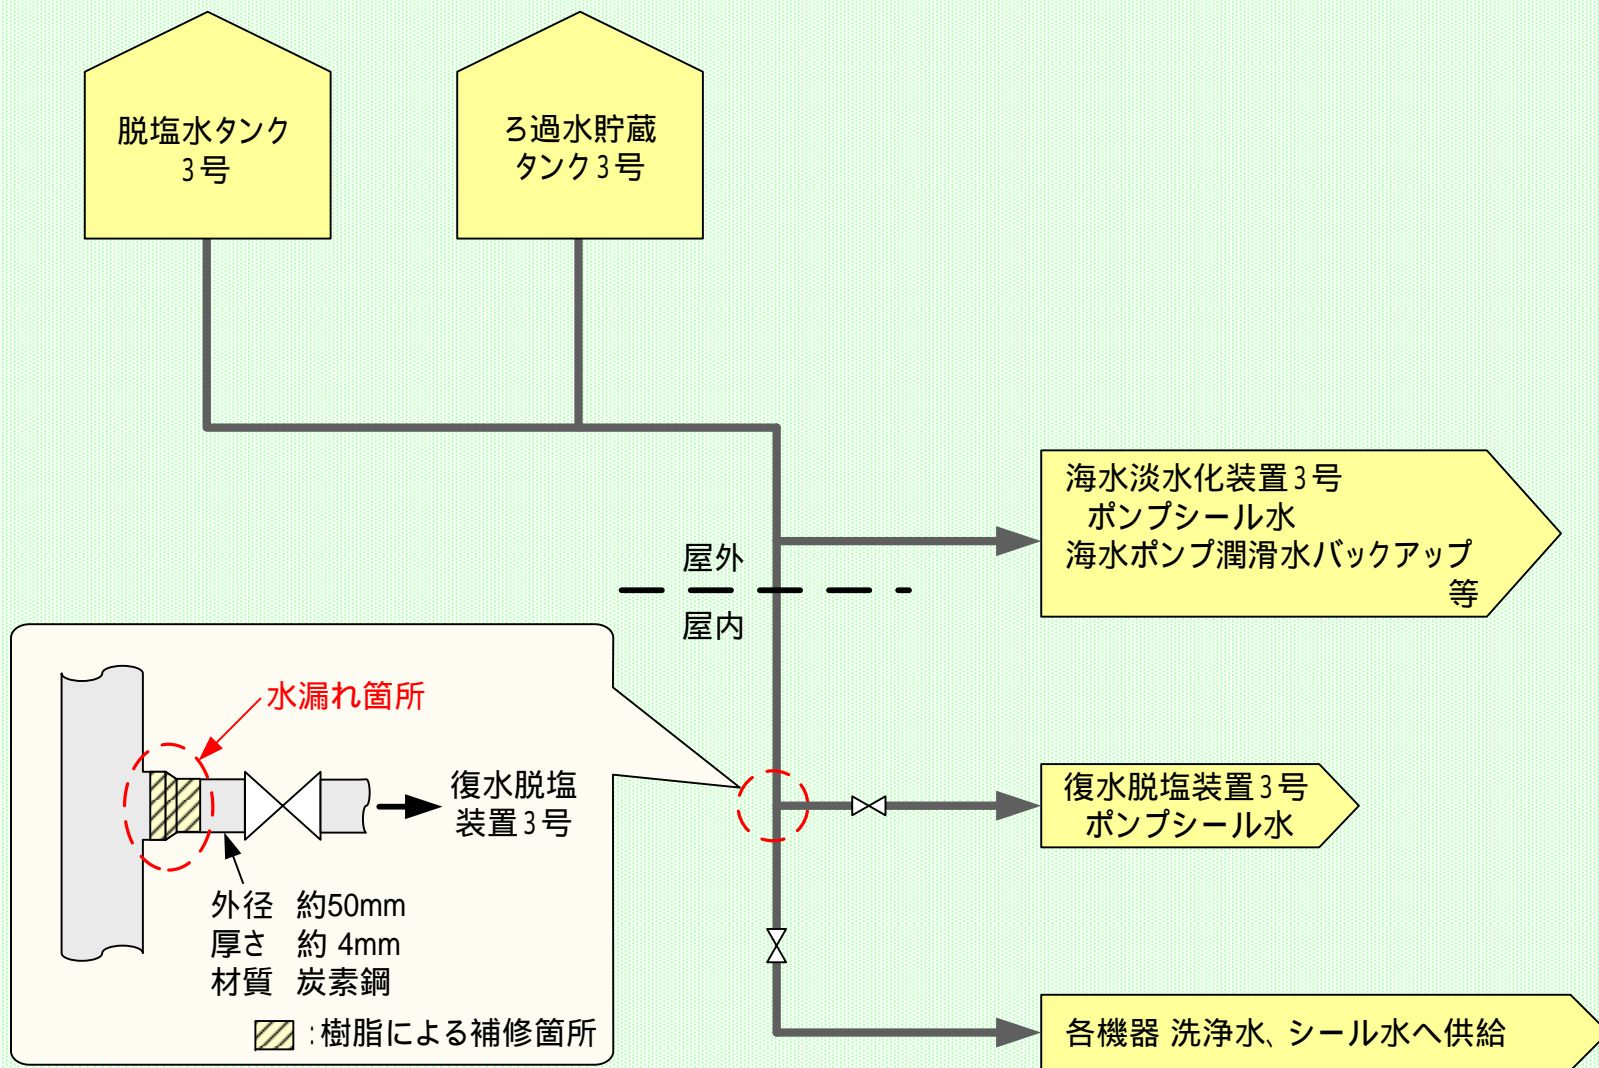 脱塩水タンク
3号
ろ過水貯蔵
タンク3号
海水淡水化装置3号
ポンプシール水
海水ポンプ潤滑水バックアップ
等
屋外
屋内
水漏れ箇所
復水脱塩
装置3号
復水脱塩装置3号
ポンプシール水
外径 約50mm
厚さ 約 4mm
材質 炭素鋼
:樹脂による補修箇所
各機器 洗浄水、シール水へ供給